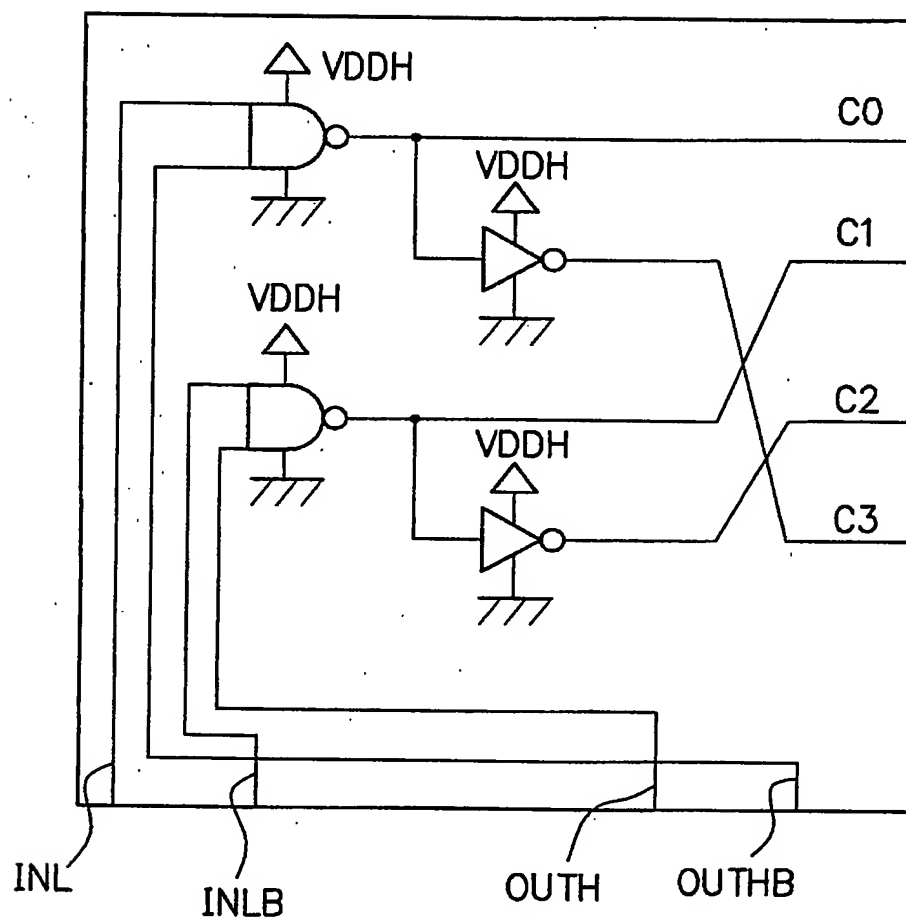 VDDH
C0
VDDH
C1
VDDH
C2
VDDH
C3
INL
INLB
OUTH
OUTHB